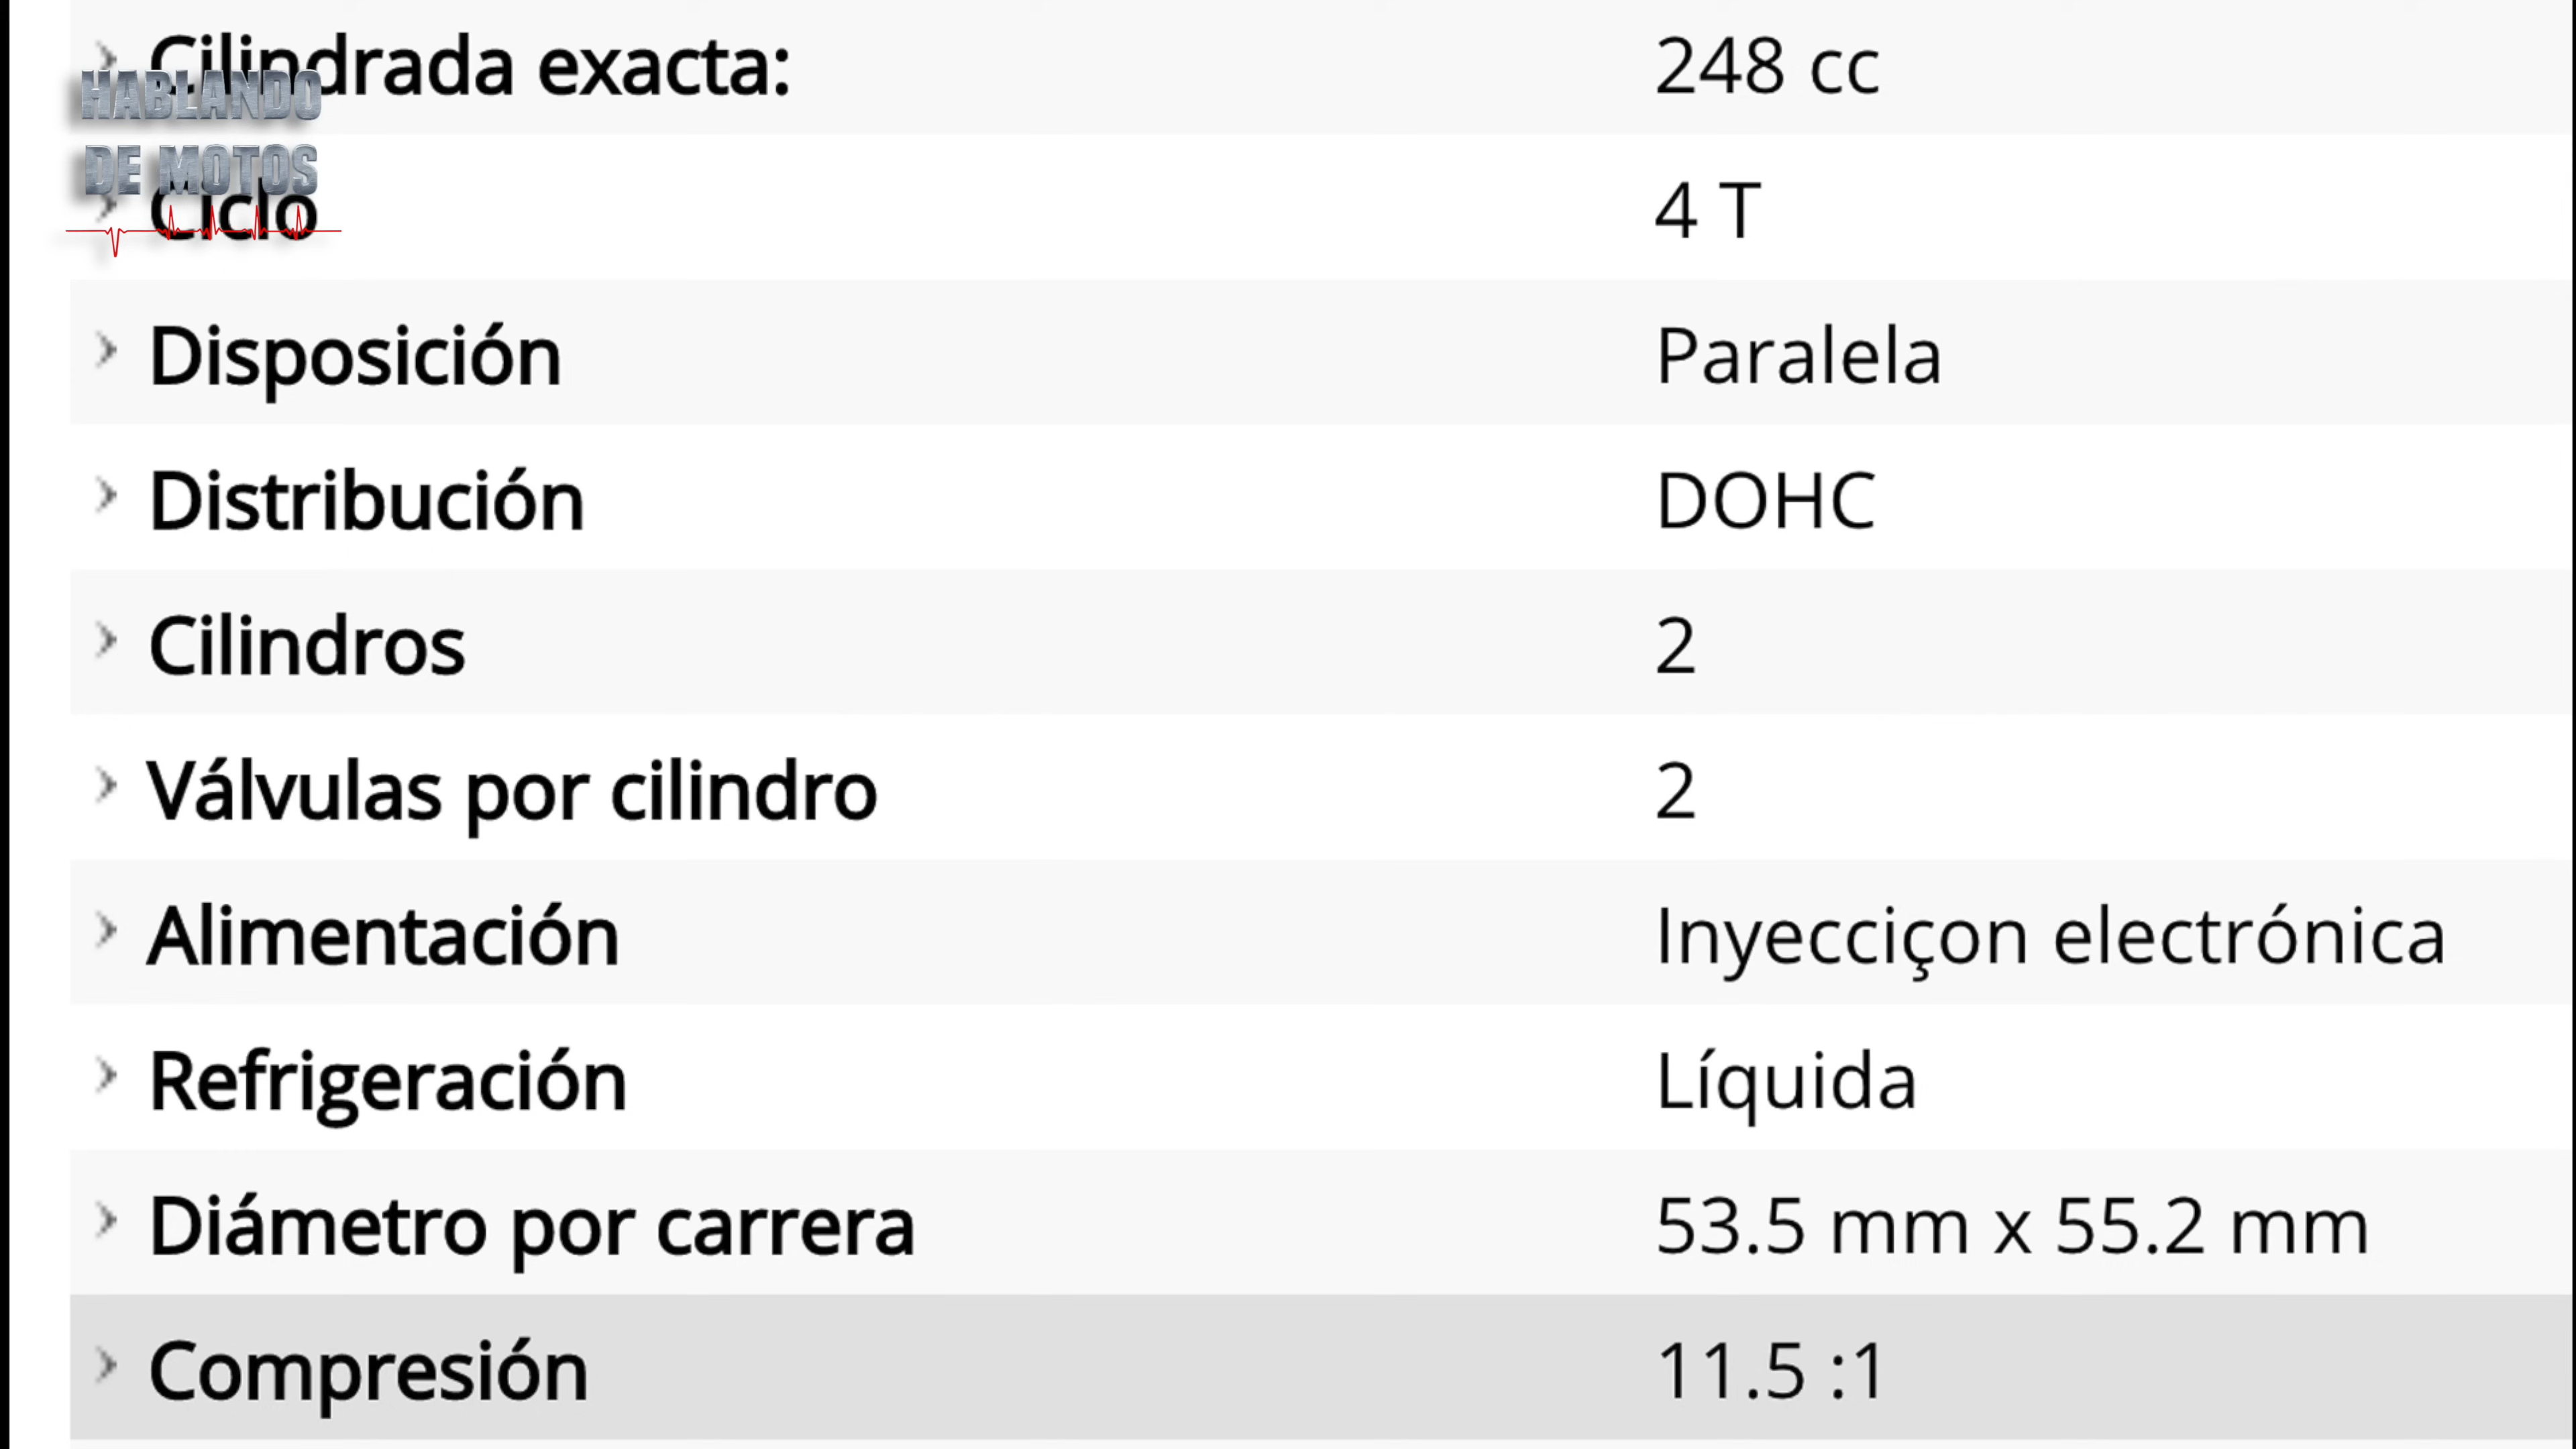 Cilindrada exacta: 248 cc
HABLANDO
DE MOTOS
Ciclo 4 T
Disposición Paralela
Distribución DOHC
Cilindros 2
Válvulas por cilindro 2
Alimentación Inyecciçon electrónica
Refrigeración Líquida
Diámetro por carrera 53.5 mm x 55.2 mm
Compresión 11.5 :1